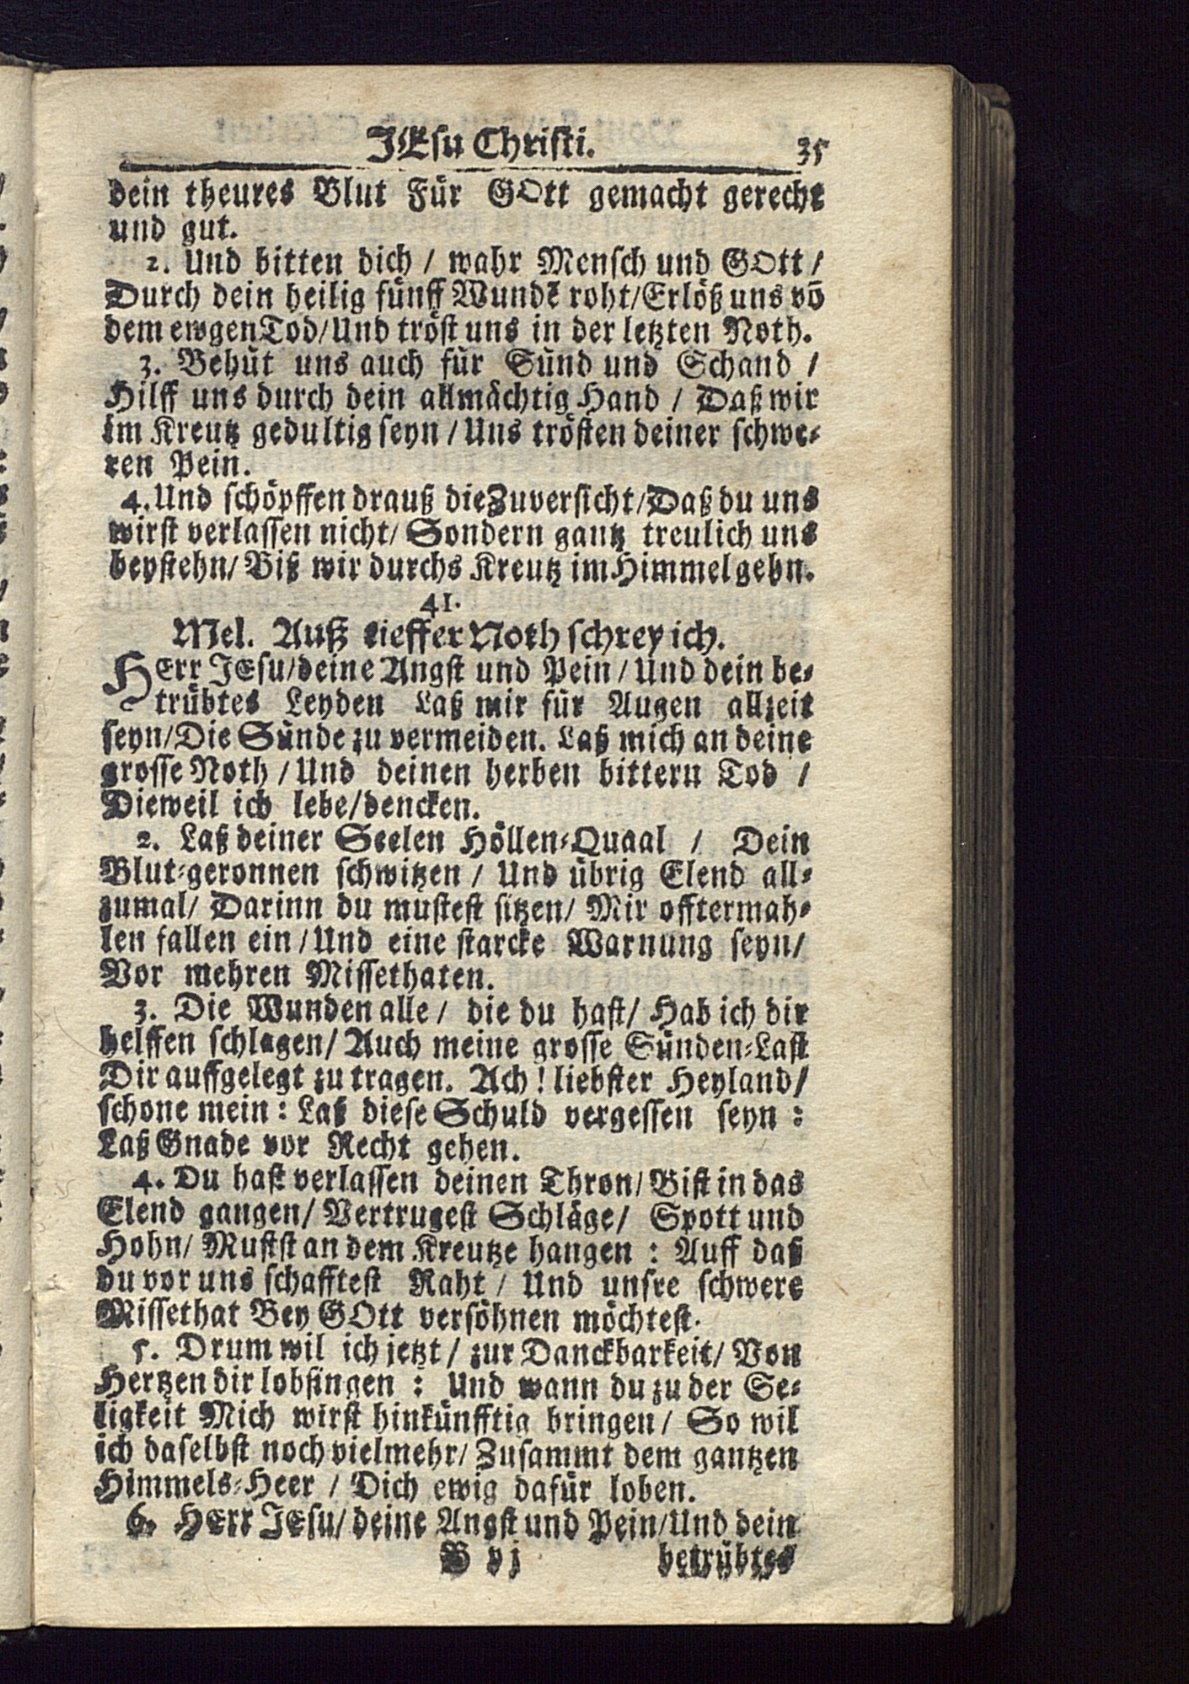 JEsu Christi. 35
dein theures Blut Für GOtt gemacht gerecht
und gut.
2. Und bitten dich / wahr Mensch und GOtt /
Durch dein heilig fünff Wundẽ roht/Erlöß uns võ
dem ewgen Tod/Und tröst uns in der letzten Noth.
3. Behüt uns auch für Sünd und Schand /
Hilff uns durch dein allmächtig Hand / Daß wir
im Kreutz gedultig seyn / Uns trösten deiner schwe-
ren Pein.
4. Und schöpffen drauß die Zuversicht/Daß du uns
wirst verlassen nicht/ Sondern gantz treulich uns
beystehn/ Biß wir durchs Kreutz im Himmel gehn.
41.
Mel. Auß tieffer Noth schrey ich.
HErr JEsu/deine Angst und Pein / Und dein be-
trübtes Leyden Laß mir für Augen allzeit
seyn/Die Sünde zu vermeiden. Laß mich an deine
grosse Noth / Und deinen herben bittern Tod /
Dieweil ich lebe/dencken.
2. Laß deiner Seelen Höllen-Quaal / Dein
Blut-geronnen schwitzen / Und übrig Elend all-
zumal/ Darinn du mustest sitzen/ Mir offtermah-
len fallen ein / Und eine starcke Warnung seyn/
Vor mehren Missethaten.
3. Die Wunden alle / die du hast/ Hab ich dir
helffen schlagen/ Auch meine grosse Sünden-Last
Dir auffgelegt zu tragen. Ach! liebster Heyland/
schone mein: Laß diese Schuld vergessen seyn:
Laß Gnade vor Recht gehen.
4. Du hast verlassen deinen Thron/ Bist in das
Elend gangen/ Vertrugest Schläge/ Spott und
Hohn/ Mustst an dem Kreutze hangen: Auff daß
du vor uns schafftest Raht / Und unsre schwere
Missethat Bey GOtt versöhnen möchtest.
5. Drum wil ich jetzt / zur Danckbarkeit/ Von
Hertzen dir lobsingen: Und wann du zu der Se-
ligkeit Mich wirst hinkünfftig bringen/ So wil
ich daselbst noch vielmehr/ Zusammt dem gantzen
Himmels-Heer / Dich ewig dafür loben.
6. HErr JEsu/ deine Angst und Pein/Und dein
B vj betrübtes